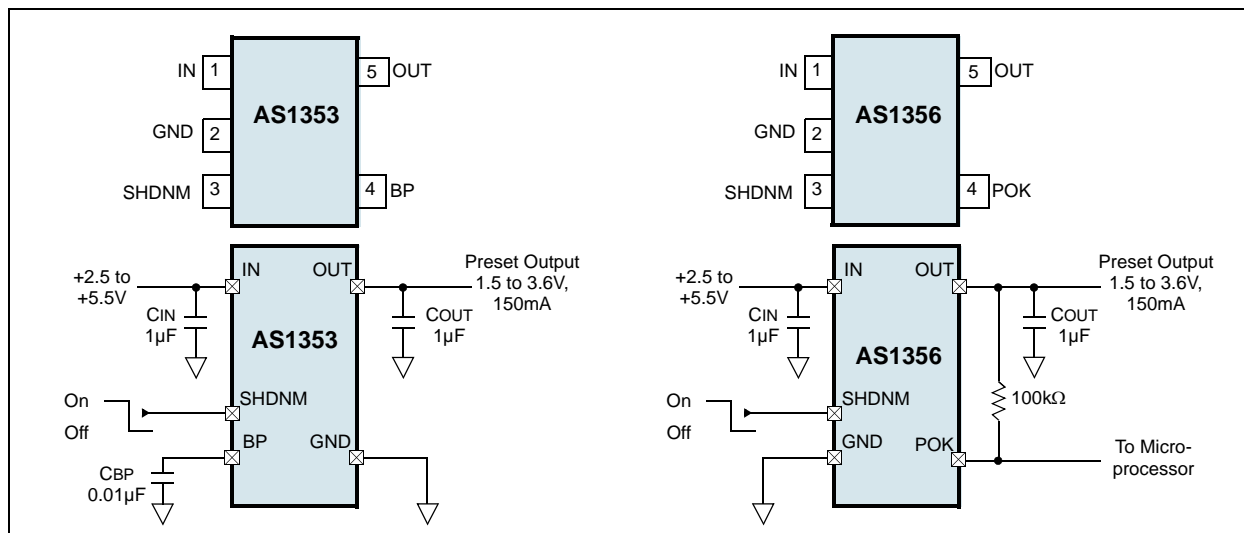 IN 1
5 OUT
AS1353
GND 2
SHDNM 3
4 BP
IN 1
5 OUT
AS1356
GND 2
SHDNM 3
4 POK
+2.5 to
+5.5V
IN
OUT
Preset Output
1.5 to 3.6V,
150mA
CIN
1µF
COUT
1µF
AS1353
On
Off
SHDNM
BP
GND
CBP
0.01µF
+2.5 to
+5.5V
IN
OUT
Preset Output
1.5 to 3.6V,
150mA
CIN
1µF
COUT
1µF
AS1356
On
Off
SHDNM
100kΩ
GND
POK
To Micro-
processor